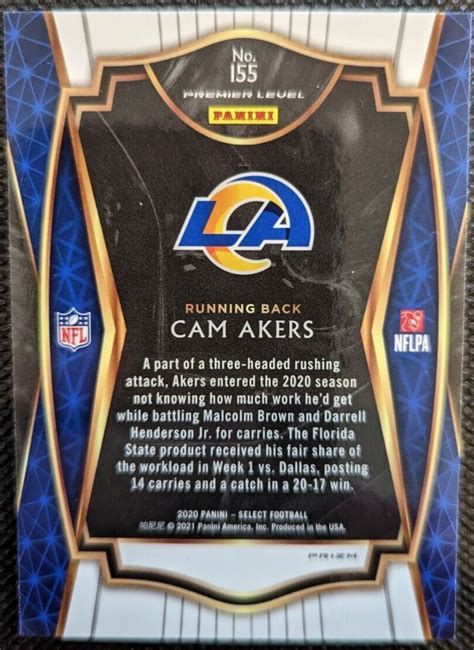 No.
155
PREMIER LEVEL
PANINI
LA
RUNNING BACK
CAM AKERS
NFL
NFLPA
A part of a three-headed rushing
attack, Akers entered the 2020 season
not knowing how much work he'd get
while battling Malcolm Brown and Darrell
Henderson Jr. for carries. The Florida
State product received his fair share of
the workload in Week 1 vs. Dallas, posting
14 carries and a catch in a 20-17 win.
2020 PANINI – SELECT FOOTBALL
帕尼尼 © 2021 Panini America, Inc. Produced in the USA.
PRIZM